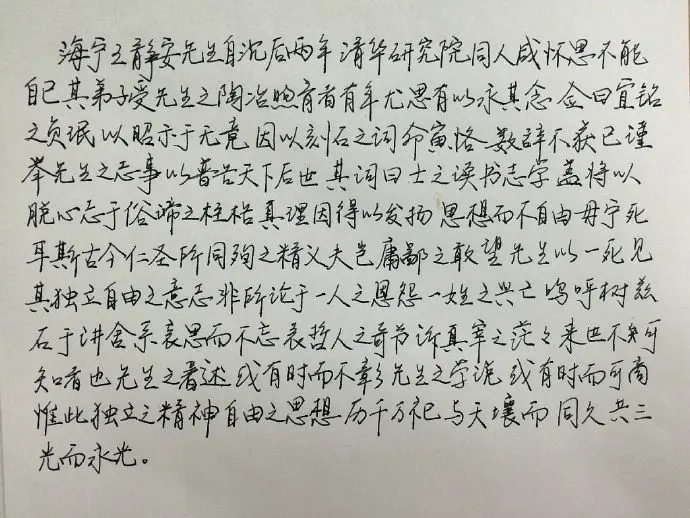 海宁王静安先生自沉后两年 清华研究院同人咸怀思不能
自已 其弟子受先生之陶冶煦育者有年 尤思有以永其念 佥曰宜铭
之贞珉 以昭示于无竟 因以刻石之词命寅恪 数辞不获已 谨
举先生之志事 以普告天下后世 其词曰 士之读书志学 盖将以
脱心志于俗谛之桎梏 真理因得以发扬 思想而不自由 毋宁死
耳 斯古今仁圣所同殉之精义 夫岂庸鄙之敢望 先生以一死见
其独立自由之意志 非所论于一人之恩怨 一姓之兴亡 呜呼 树兹
石于讲舍 系哀思而不忘 表哲人之奇节 诉真宰之茫々 来世不可
知者也 先生之著述 或有时而不彰 先生之学说 或有时而可商
惟此独立之精神 自由之思想 历千万祀 与天壤而同久 共三
光而永光。